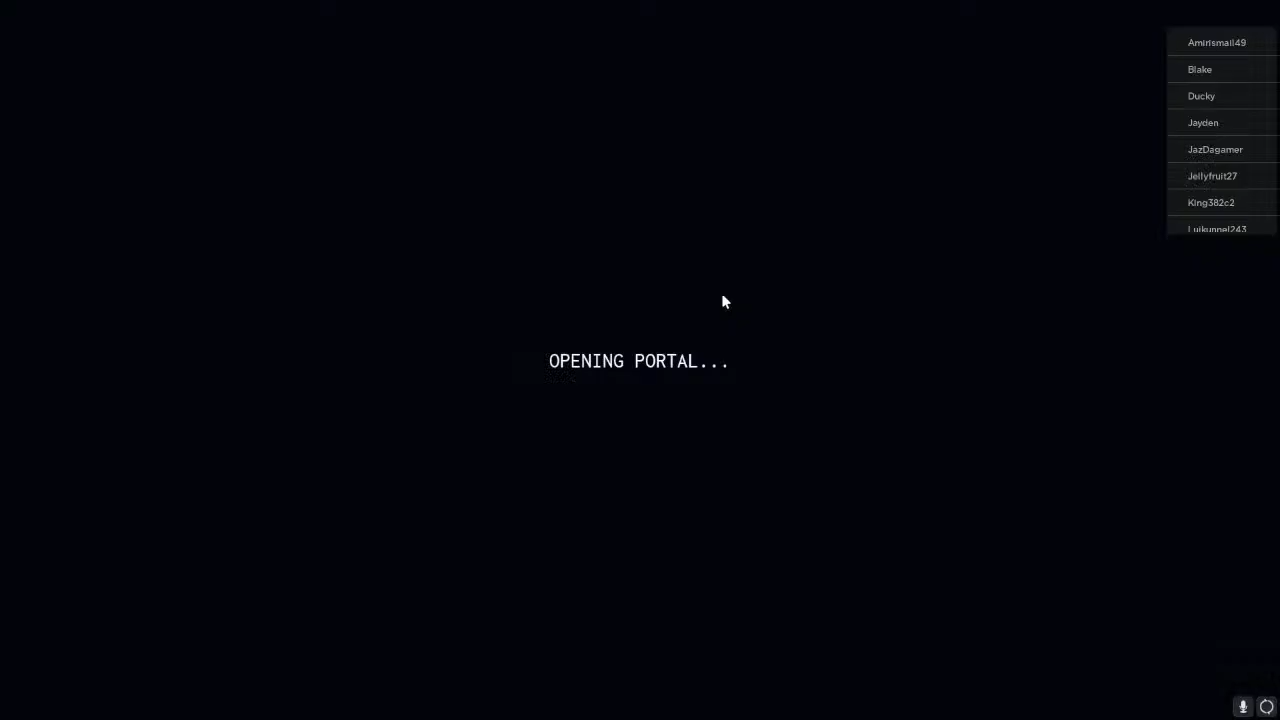 Amirismail49
Blake
Ducky
Jayden
JazDagamer
Jellyfruit27
King382c2
OPENING PORTAL...